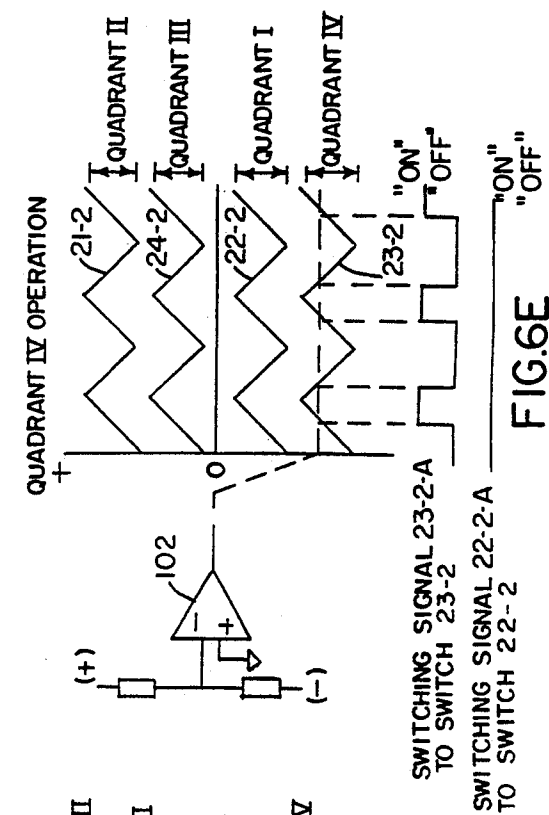 QUADRANT IV OPERATION
+
O
QUADRANT II
QUADRANT III
QUADRANT I
QUADRANT IV
21-2
24-2
22-2
23-2
102
(+)
−
+
(−)
SWITCHING SIGNAL 23-2-A
TO SWITCH 23-2
"ON"
"OFF"
SWITCHING SIGNAL 22-2-A
TO SWITCH 22-2
"ON"
"OFF"
FIG.6E
II
I
V